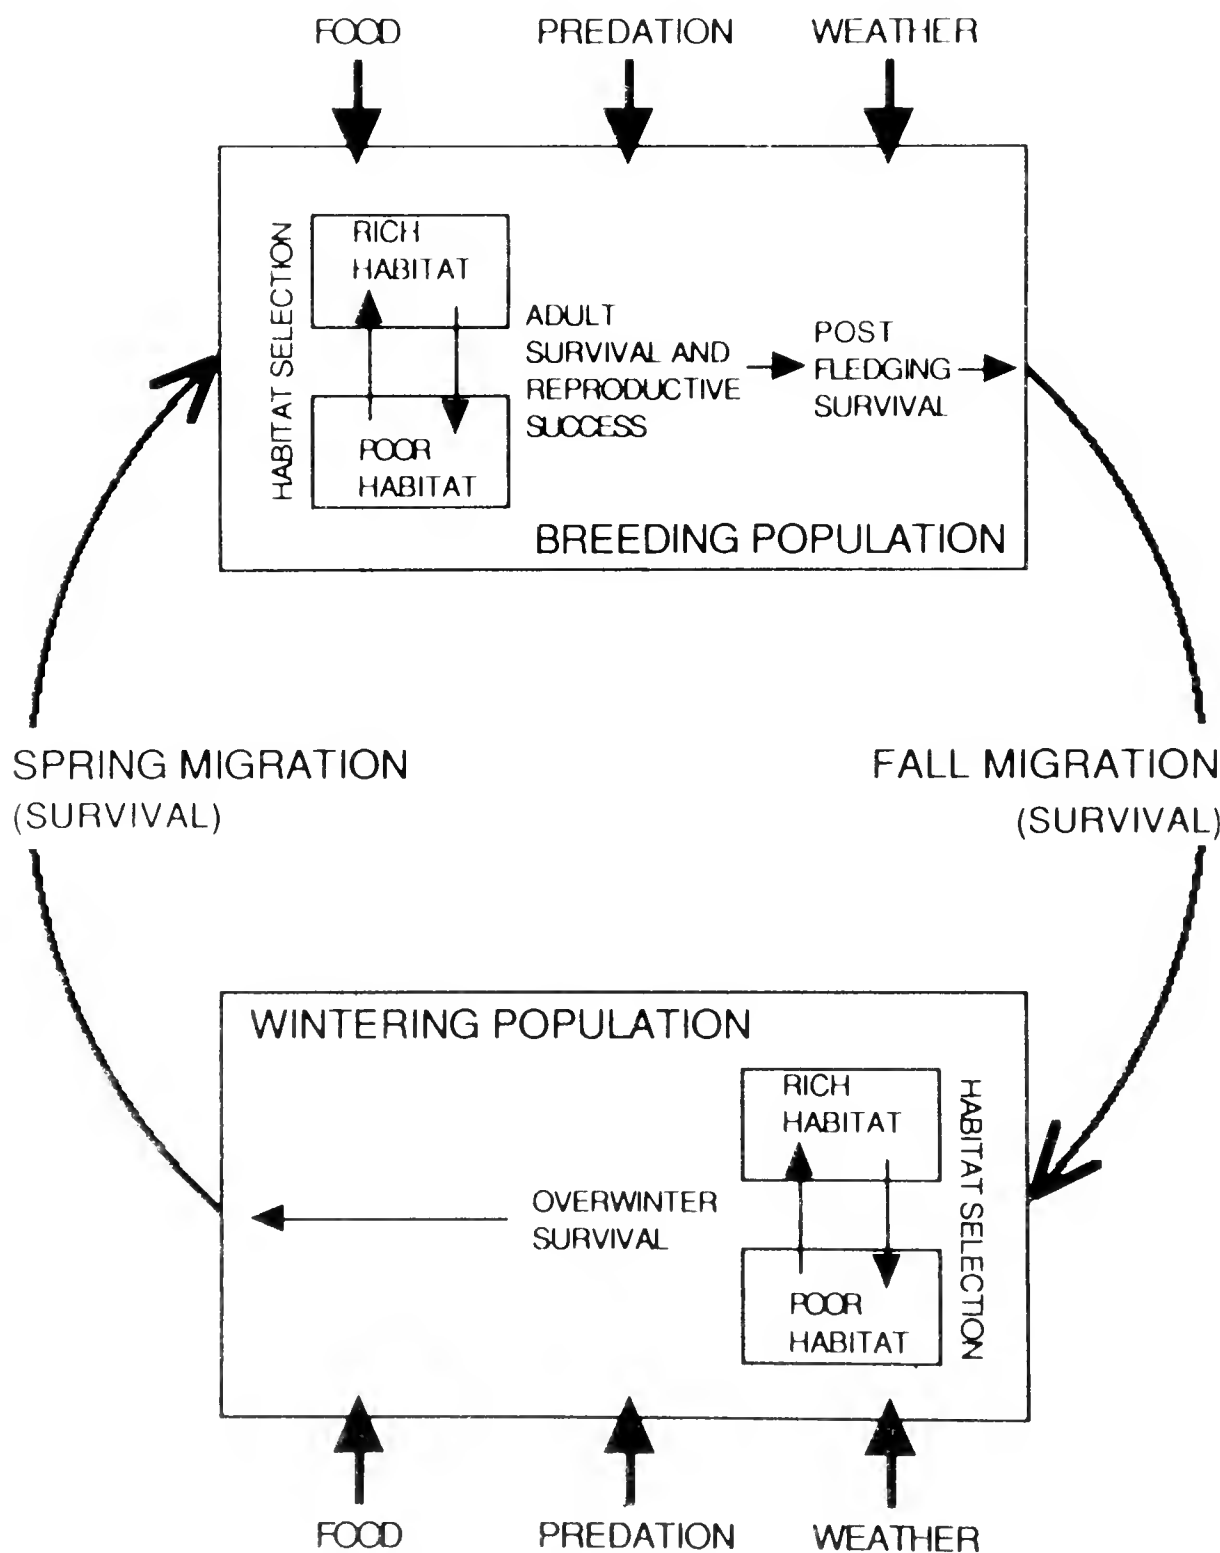 FOOD
PREDATION
WEATHER
HABITAT SELECTION
RICH
HABITAT
POOR
HABITAT
ADULT
SURVIVAL AND
REPRODUCTIVE
SUCCESS
POST
FLEDGING
SURVIVAL
BREEDING POPULATION
SPRING MIGRATION
(SURVIVAL)
FALL MIGRATION
(SURVIVAL)
WINTERING POPULATION
RICH
HABITAT
POOR
HABITAT
HABITAT SELECTION
OVERWINTER
SURVIVAL
FOOD
PREDATION
WEATHER